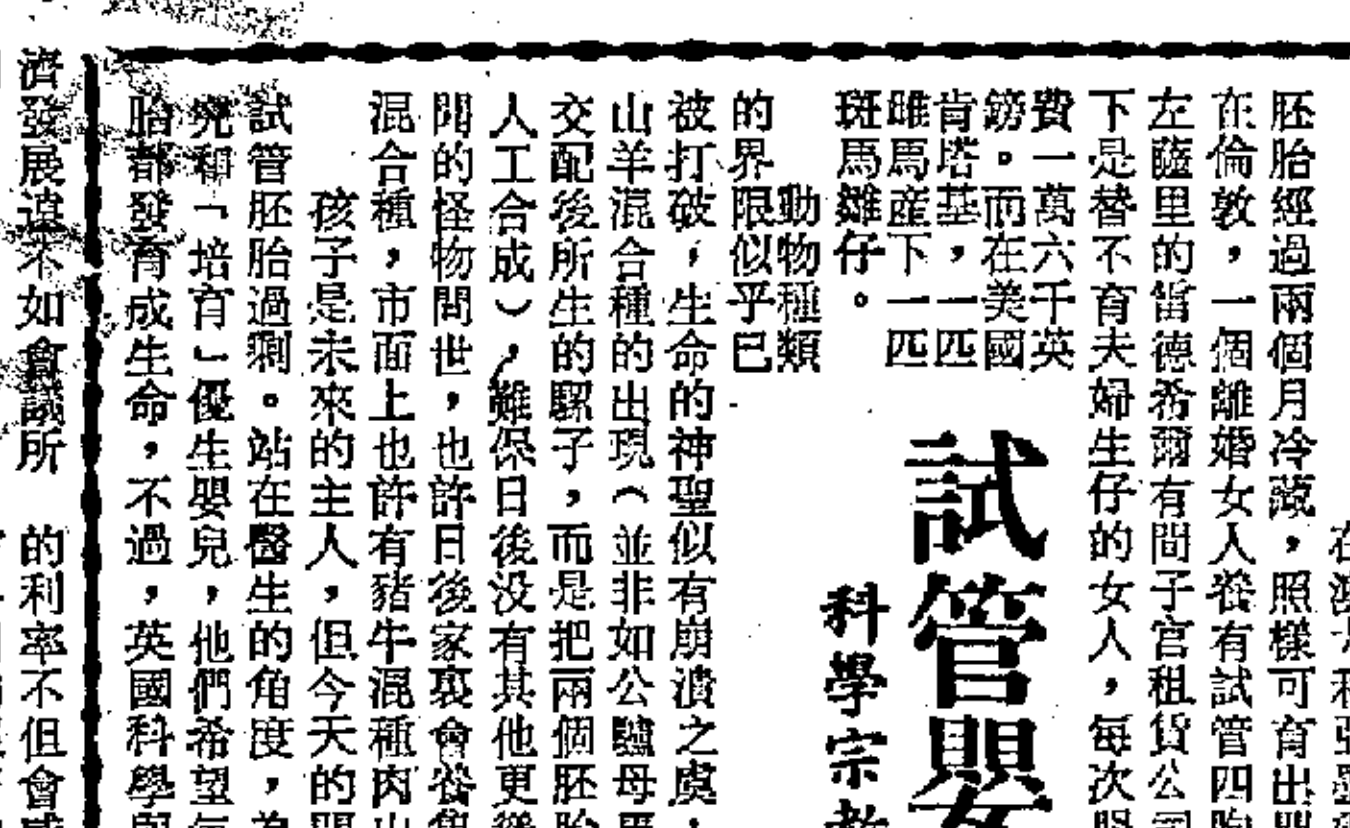 胚胎經過兩個月冷藏，照樣可育出
在倫敦，一個離婚女人養有試管四胞
左薩里的雷德希爾有間子宮租賃公司
下是替不育夫婦生仔的女人，每次
費一萬六千英
鎊。而在美國
肯塔基，一匹
雌馬產下一匹
斑馬雜仔。
試管嬰
科學宗教
動物種類
的界限似乎已
被打破，生命的神聖似有崩潰之虞，
山羊混合種的出現（並非如公驢母馬
交配後所生的騾子，而是把兩個胚胎
人工合成），難保日後没有其他更
開的怪物問世，也許日後家裏會養
混合種，市面上也許有豬牛混種肉
孩子是未來的主人，但今天的
試管胚胎過剩。站在醫生的角度，為
究和「培育」優生嬰兒，他們希望每
胎都發育成生命，不過，英國科學
濟發展遠不如會議所
的利率不但會